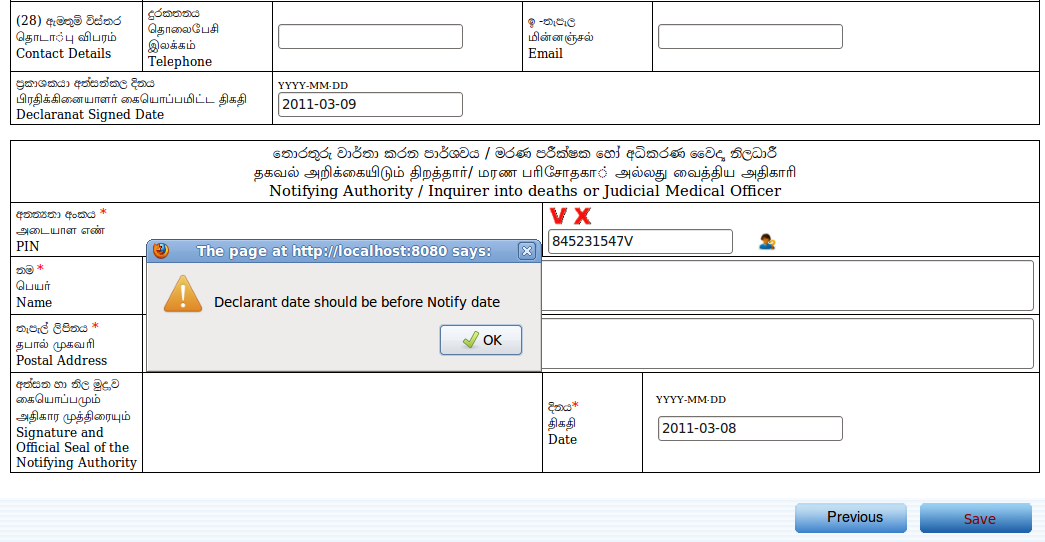 (28) ඇමතුම් විස්තර
தொடாா்பு விபரம்
Contact Details
දුරකතනය
தொலைபேசி
இலக்கம்
Telephone
ඉ -තැපැල
மின்னஞ்சல்
Email
ප්‍රකාශකයා අත්සන්කල දිනය
பிரதிக்கினையாளர் கையொப்பமிட்ட திகதி
Declaranat Signed Date
YYYY-MM-DD
2011-03-09
තොරතුරු වාර්තා කරන පාර්ශවය / මරණ පරීක්ෂක හෝ අධිකරණ වෛද්‍ය නිලධාරී
தகவல் அறிக்கையிடும் திறத்தார்/ மரண பரிசோதகாா் அல்லது வைத்திய அதிகாரி
Notifying Authority / Inquirer into deaths or Judicial Medical Officer
අනන්‍යතා අංකය *
அடையாள எண்
PIN
V X
845231547V
The page at http://localhost:8080 says:
Declarant date should be before Notify date
OK
නම *
பெயர்
Name
තැපැල් ලිපිනය *
தபால் முகவரி
Postal Address
අත්සන හා නිල මුද්‍රාව
கையொப்பமும்
அதிகார முத்திரையும்
Signature and
Official Seal of the
Notifying Authority
දිනය*
திகதி
Date
YYYY-MM-DD
2011-03-08
Previous
Save